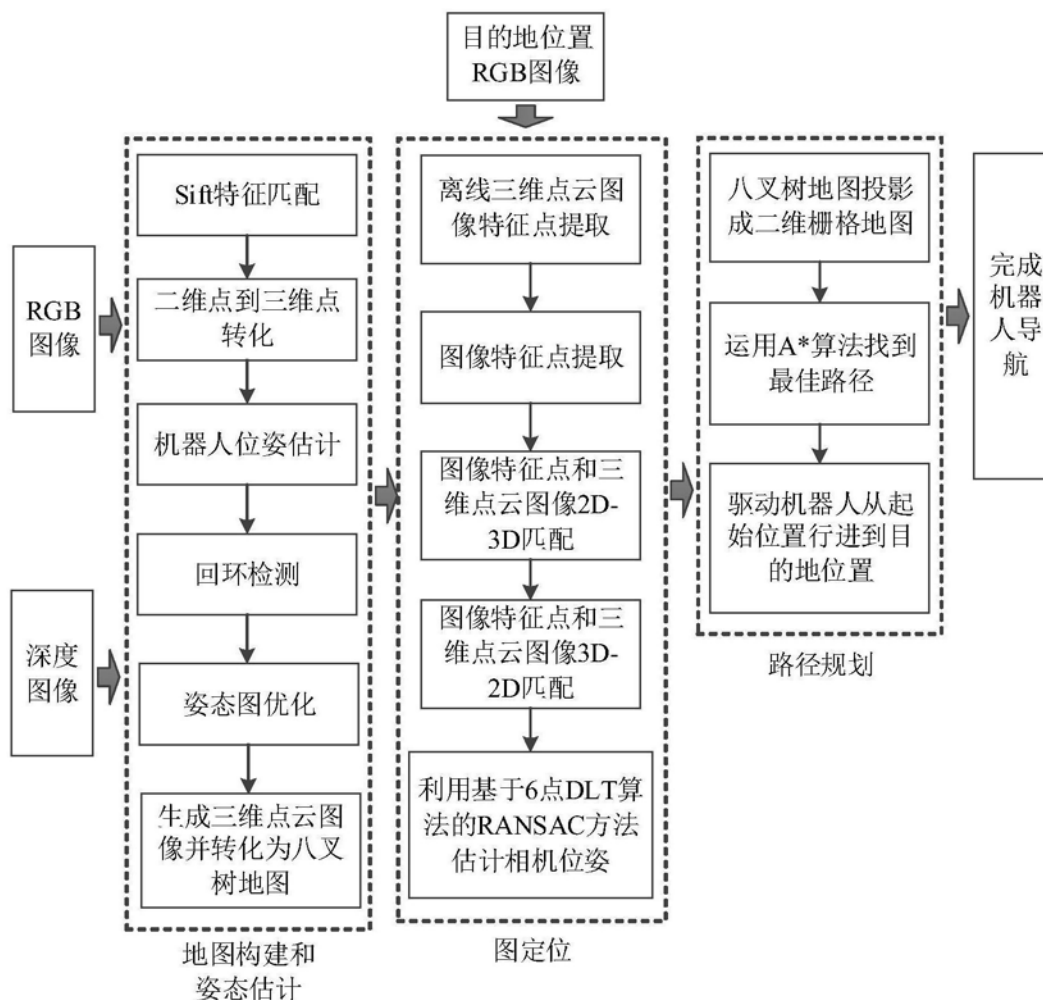 目的地位置
RGB图像
RGB
图像
深度
图像
Sift特征匹配
二维点到三维点
转化
机器人位姿估计
回环检测
姿态图优化
生成三维点云图
像并转化为八叉
树地图
地图构建和
姿态估计
离线三维点云图
像特征点提取
图像特征点提取
图像特征点和三
维点云图像2D-
3D匹配
图像特征点和三
维点云图像3D-
2D匹配
利用基于6点DLT算
法的RANSAC方法
估计相机位姿
图定位
八叉树地图投影
成二维栅格地图
运用A*算法找到
最佳路径
驱动机器人从起
始位置行进到目
的地位置
路径规划
完成
机器
人导
航